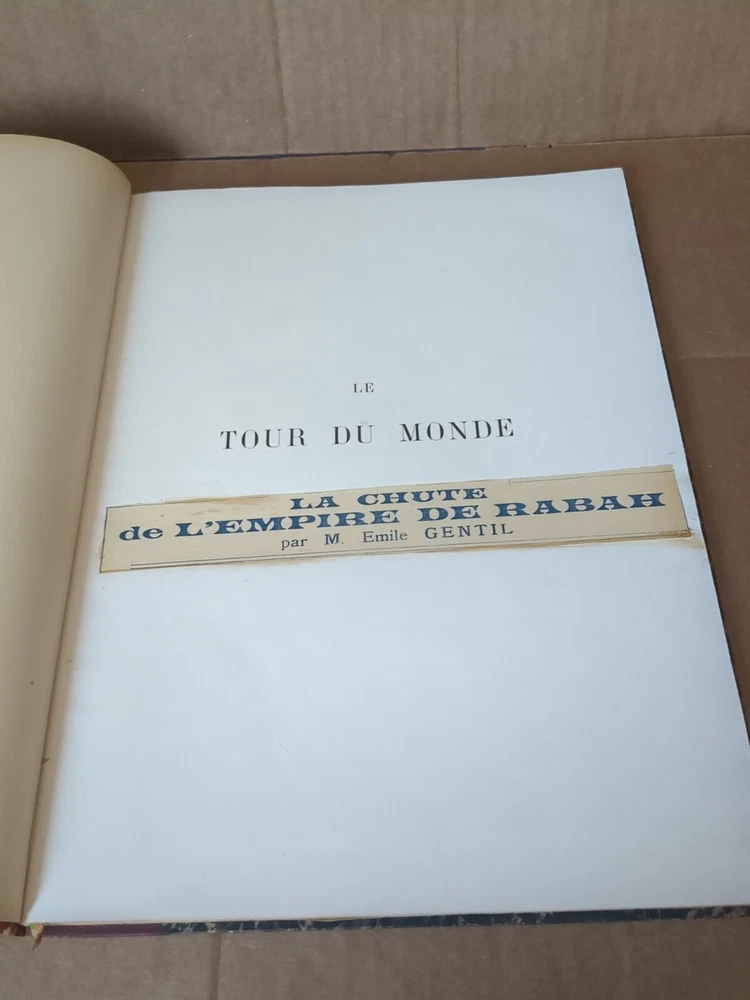 LE
TOUR DU MONDE
LA CHUTE
de L'EMPIRE DE RABAH
par M. Emile GENTIL